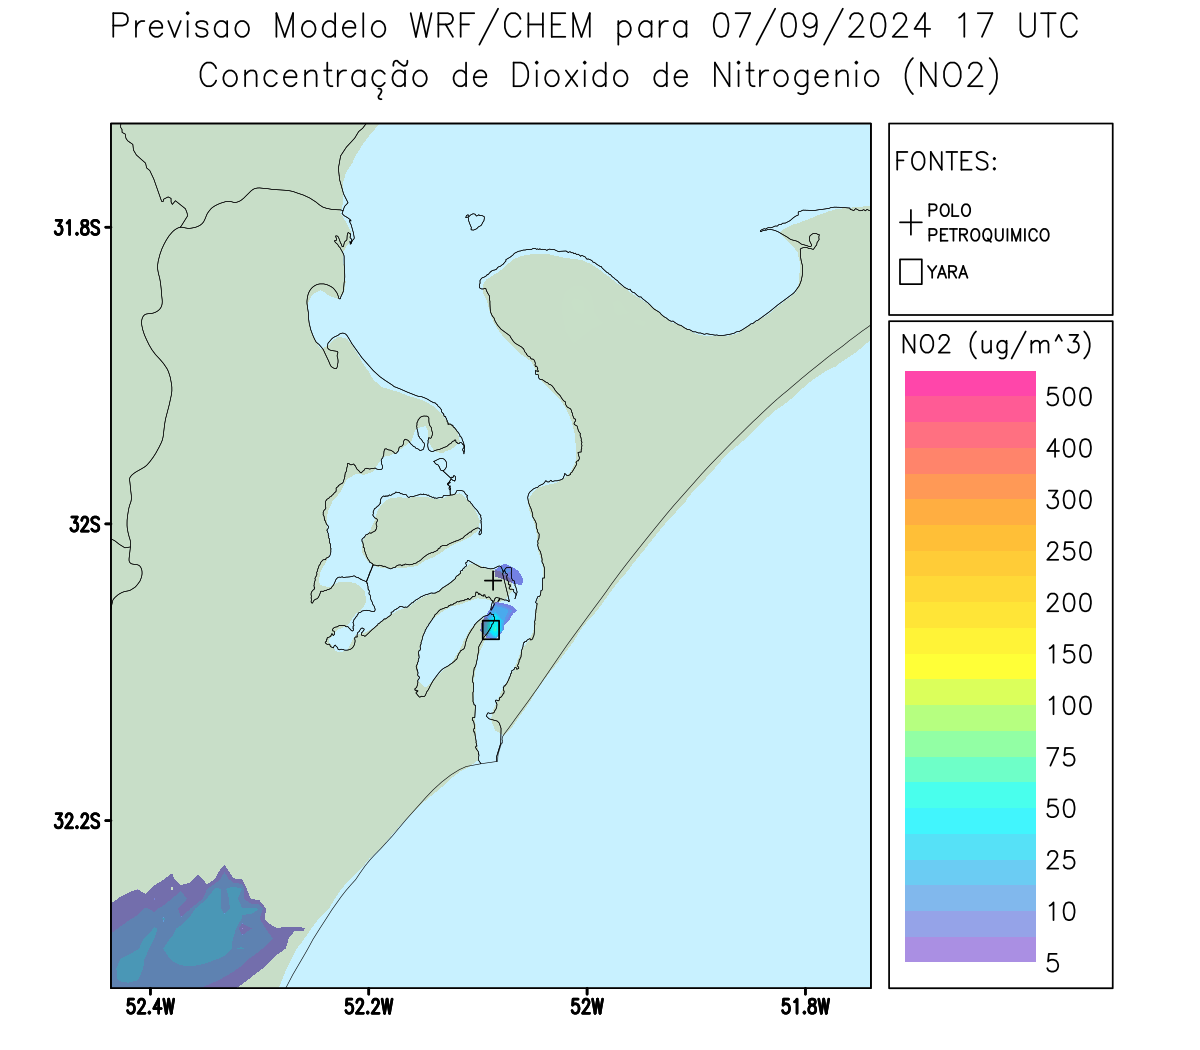 Previsao Modelo WRF/CHEM para 07/09/2024 17 UTC
Concentração de Dioxido de Nitrogenio (NO2)
FONTES:
POLO
PETROQUIMICO
YARA
NO2 (ug/m^3)
500
400
300
250
200
150
100
75
50
25
10
5
31.8S
32S
32.2S
52.4W
52.2W
52W
51.8W